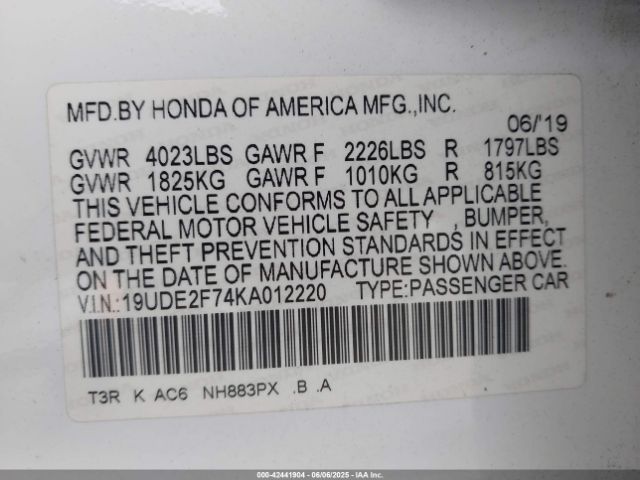 MFD.BY HONDA OF AMERICA MFG.,INC.
06/'19
GVWR 4023LBS GAWR F 2226LBS R 1797LBS
GVWR 1825KG GAWR F 1010KG R 815KG
THIS VEHICLE CONFORMS TO ALL APPLICABLE
FEDERAL MOTOR VEHICLE SAFETY , BUMPER,
AND THEFT PREVENTION STANDARDS IN EFFECT
ON THE DATE OF MANUFACTURE SHOWN ABOVE.
V.I.N.:19UDE2F74KA012220 TYPE:PASSENGER CAR
T3R K AC6 NH883PX .B .A
000-42441904 - 06/06/2025 - IAAI.CA